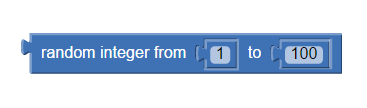 random integer from 1 to 100